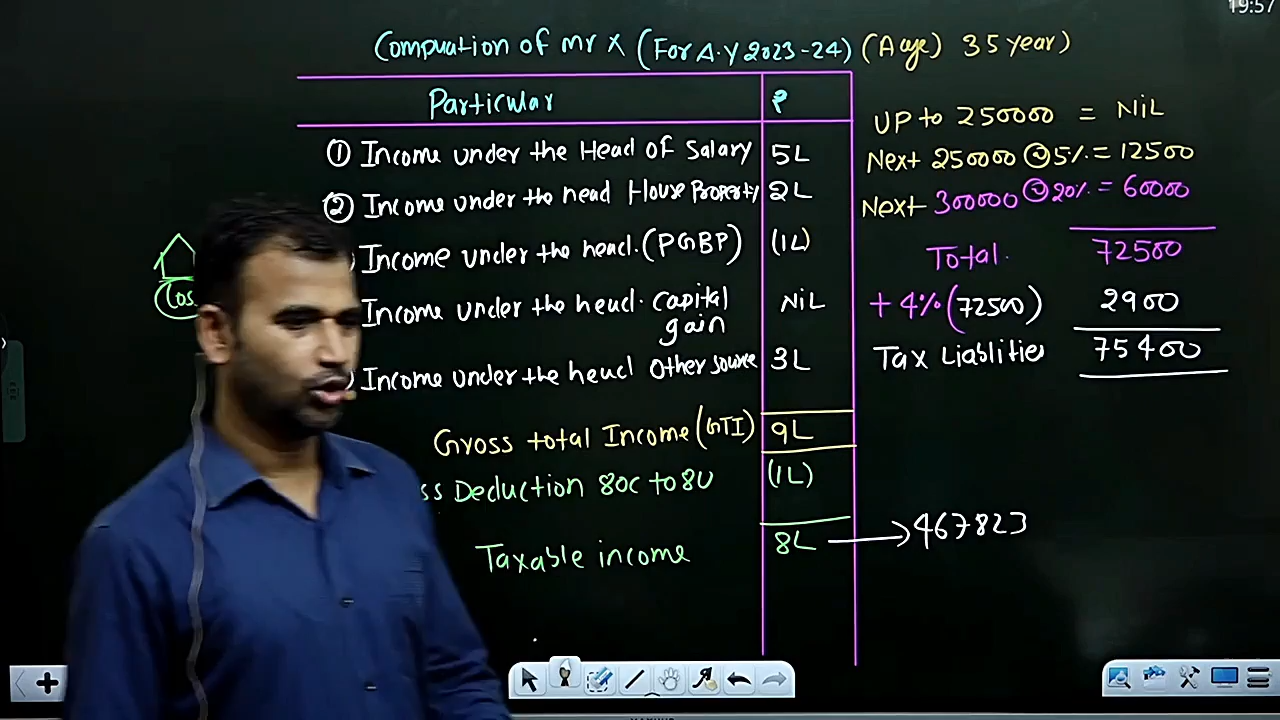 19:57
Compuation of mr X (For A.Y 2023-24) (Age) 35 year)
Particular ₹
① Income under the Head of Salary 5L
② Income under the head House Property 2L
Income under the head. (PGBP) (1L)
Income under the head. capital gain NiL
Income under the head Other source 3L
Gross total Income (GTI) 9L
ss Deduction 80C to 80U (1L)
Taxable income 8L → 467823
UP to 250000 = NiL
Next 250000 @ 5% = 12500
Next 300000 @ 20% = 60000
Total. 72500
+ 4% (72500) 2900
Tax Liablities 75400